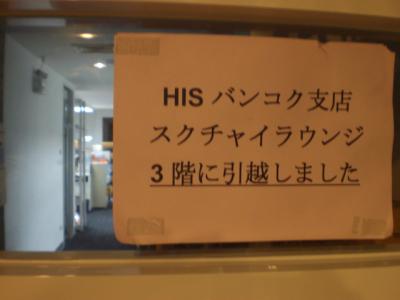 HIS バンコク支店
スクチャイラウンジ
3 階に引越しました